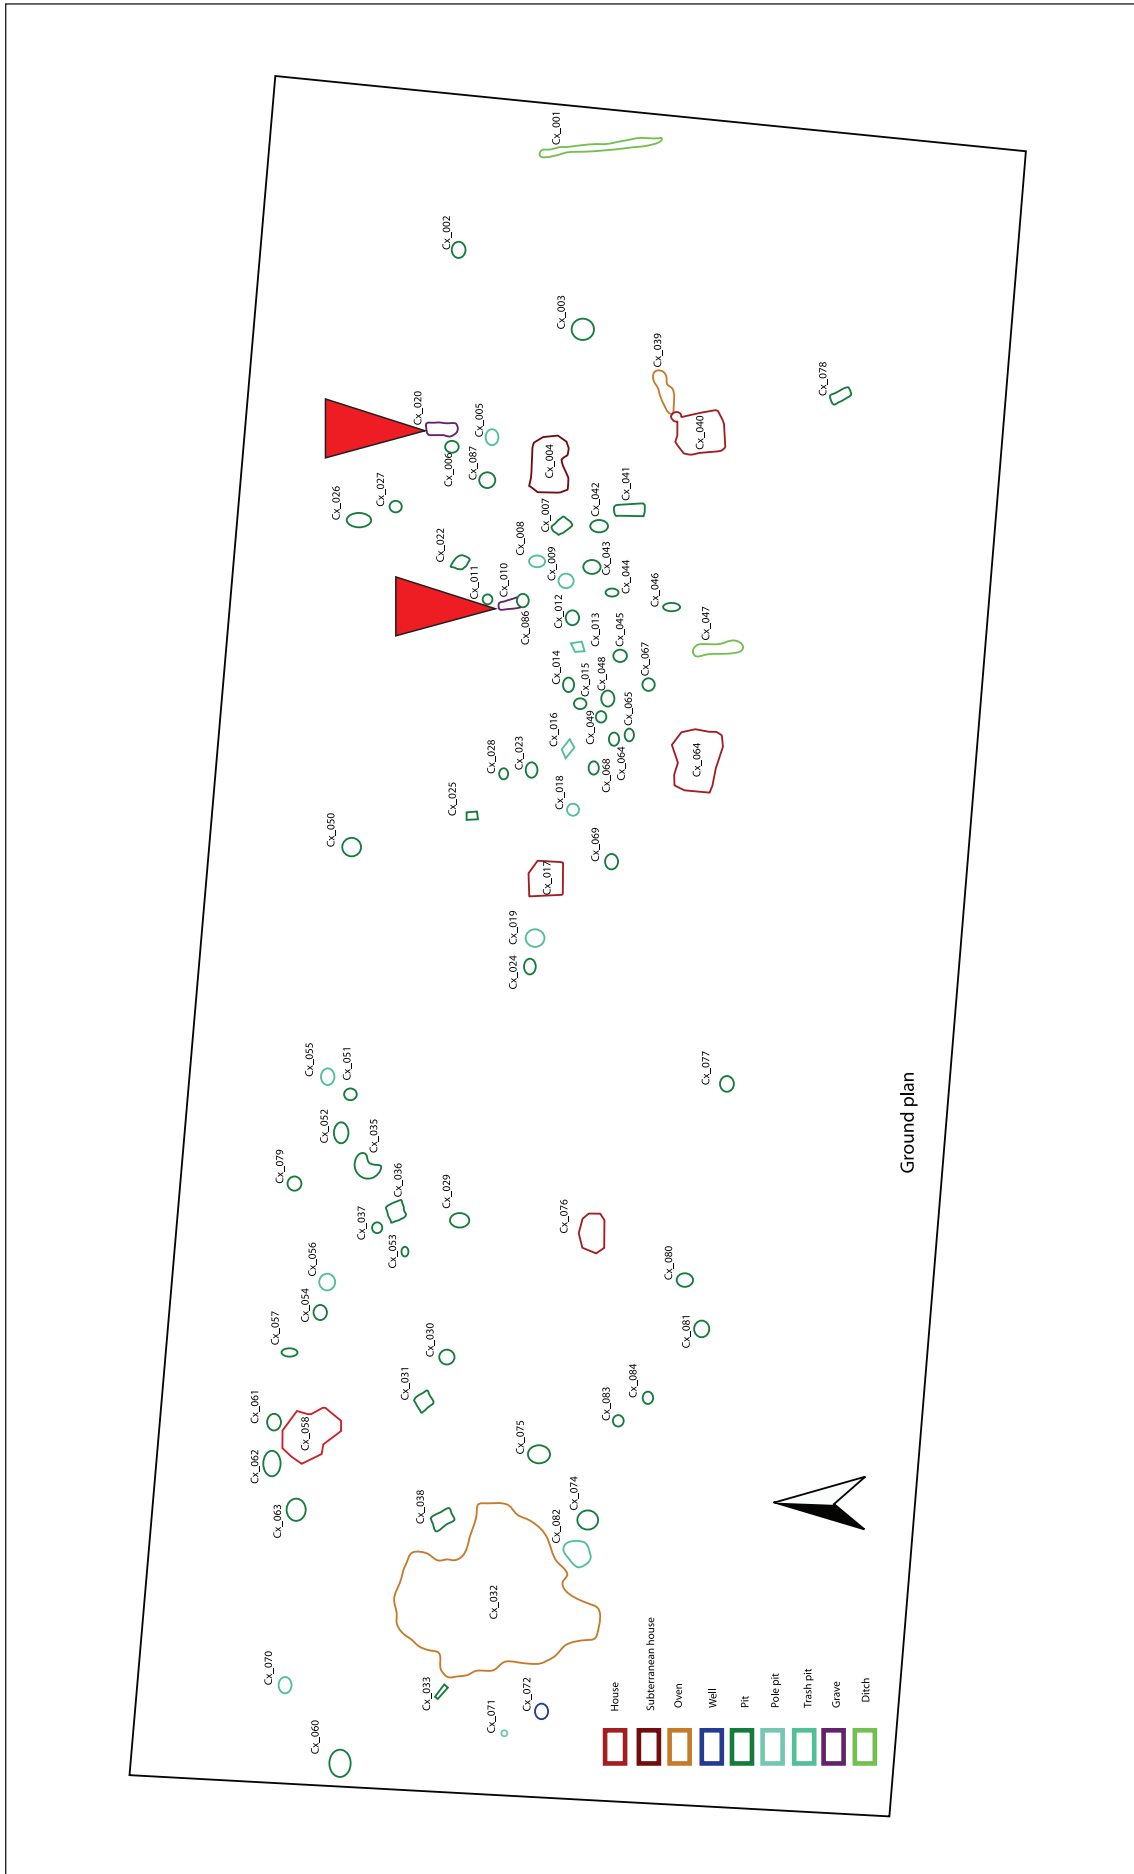 Cx_001
Cx_002
Cx_003
Cx_039
Cx_078
Cx_020
Cx_005
Cx_006
Cx_087
Cx_004
Cx_040
Cx_027
Cx_026
Cx_041
Cx_042
Cx_007
Cx_022
Cx_008
Cx_009
Cx_043
Cx_044
Cx_011
Cx_010
Cx_046
Cx_012
Cx_086
Cx_013
Cx_045
Cx_047
Cx_014
Cx_015
Cx_048
Cx_067
Cx_049
Cx_065
Cx_016
Cx_028
Cx_023
Cx_068
Cx_064
Cx_064
Cx_025
Cx_018
Cx_050
Cx_069
Cx_017
Cx_019
Cx_024
Cx_055
Cx_051
Cx_077
Cx_052
Cx_035
Cx_079
Cx_036
Cx_029
Cx_037
Cx_053
Cx_076
Cx_056
Cx_080
Cx_054
Cx_057
Cx_030
Cx_081
Cx_031
Cx_084
Cx_083
Cx_061
Cx_058
Cx_062
Cx_075
Cx_063
Cx_038
Cx_074
Cx_082
Cx_032
Cx_070
Cx_033
Cx_072
Cx_071
Cx_060
Ground plan
House
Subterranean house
Oven
Well
Pit
Pole pit
Trash pit
Grave
Ditch